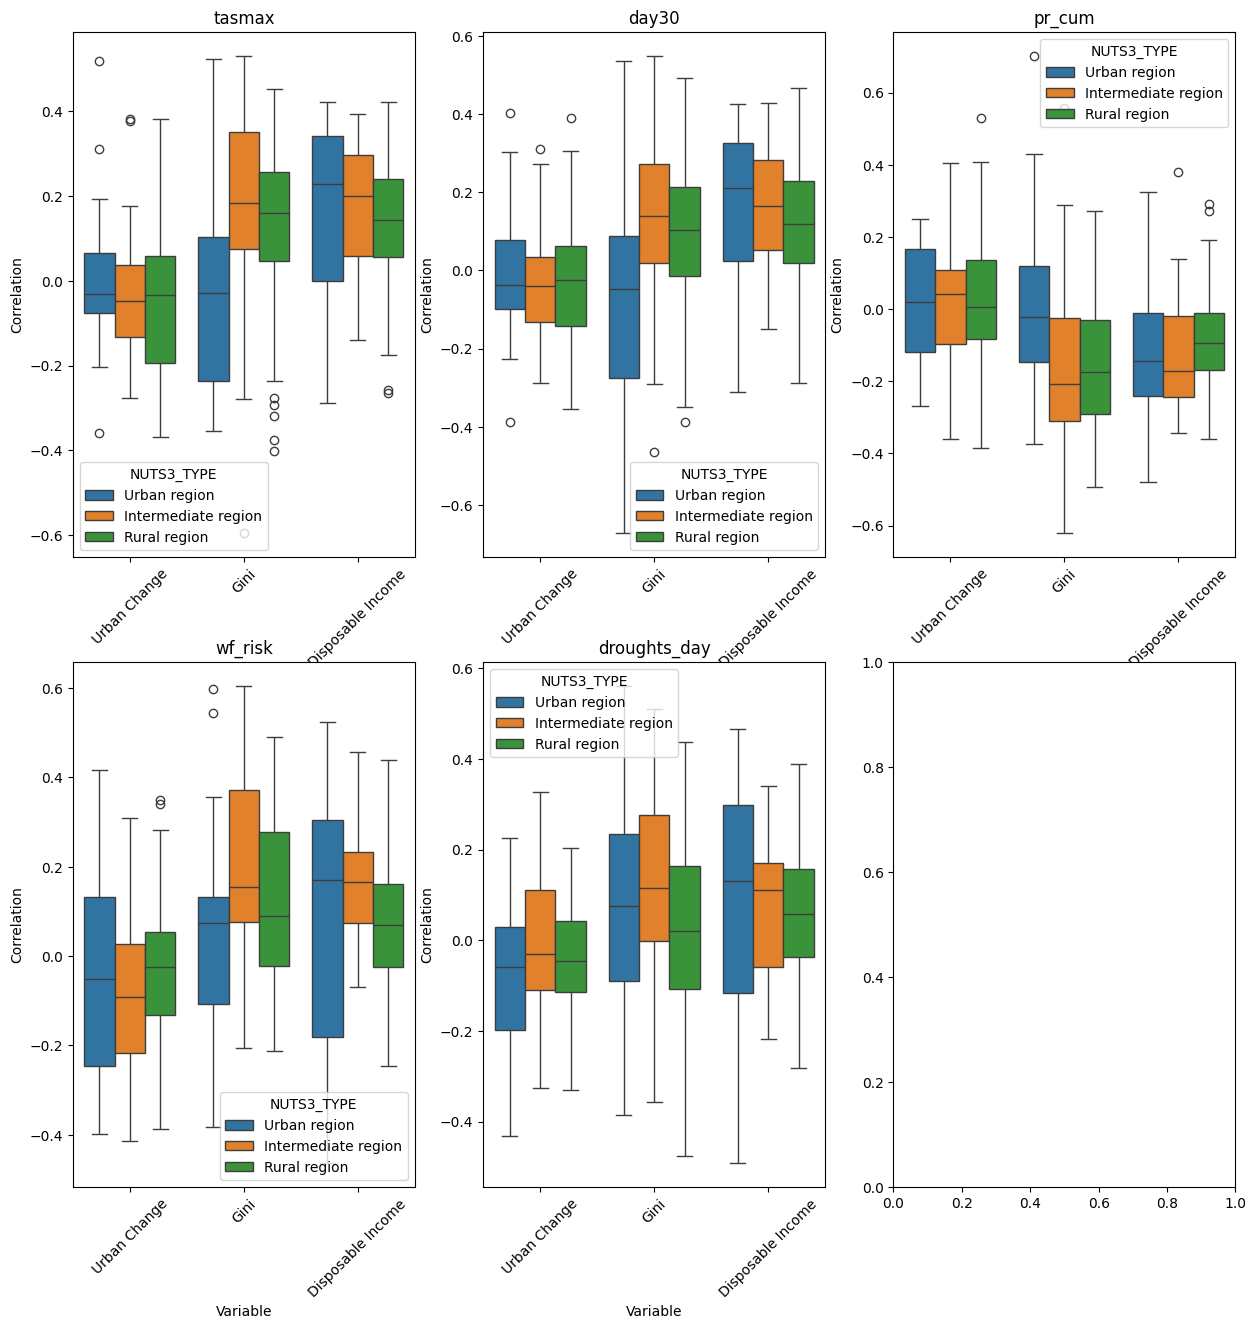 tasmax
day30
pr_cum
Correlation
0.4
0.2
0.0
−0.2
−0.4
−0.6
NUTS3_TYPE
Urban region
Intermediate region
Rural region
Urban Change
Gini
Disposable Income
Correlation
0.6
0.4
0.2
0.0
−0.2
−0.4
−0.6
NUTS3_TYPE
Urban region
Intermediate region
Rural region
Urban Change
Gini
Disposable Income
Correlation
0.6
0.4
0.2
0.0
−0.2
−0.4
−0.6
NUTS3_TYPE
Urban region
Intermediate region
Rural region
Urban Change
Gini
Disposable Income
wf_risk
droughts_day
Correlation
0.6
0.4
0.2
0.0
−0.2
−0.4
NUTS3_TYPE
Urban region
Intermediate region
Rural region
Urban Change
Gini
Disposable Income
Variable
Correlation
0.6
0.4
0.2
0.0
−0.2
−0.4
NUTS3_TYPE
Urban region
Intermediate region
Rural region
Urban Change
Gini
Disposable Income
Variable
1.0
0.8
0.6
0.4
0.2
0.0
0.0 0.2 0.4 0.6 0.8 1.0